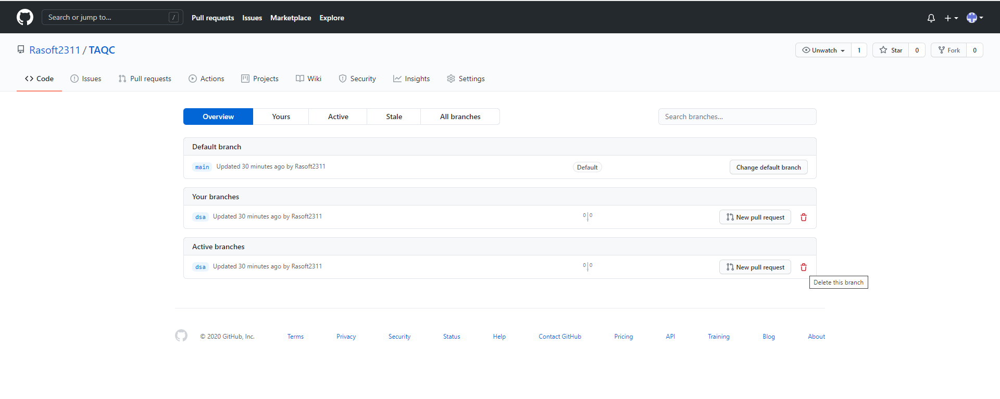 Search or jump to... / Pull requests Issues Marketplace Explore
Rasoft2311 / TAQC Unwatch 1 Star 0 Fork 0
Code Issues Pull requests Actions Projects Wiki Security Insights Settings
Overview Yours Active Stale All branches Search branches...
Default branch
main Updated 30 minutes ago by Rasoft2311 Default Change default branch
Your branches
dsa Updated 30 minutes ago by Rasoft2311 0 0 New pull request
Active branches
dsa Updated 30 minutes ago by Rasoft2311 0 0 New pull request
Delete this branch
© 2020 GitHub, Inc. Terms Privacy Security Status Help Contact GitHub Pricing API Training Blog About